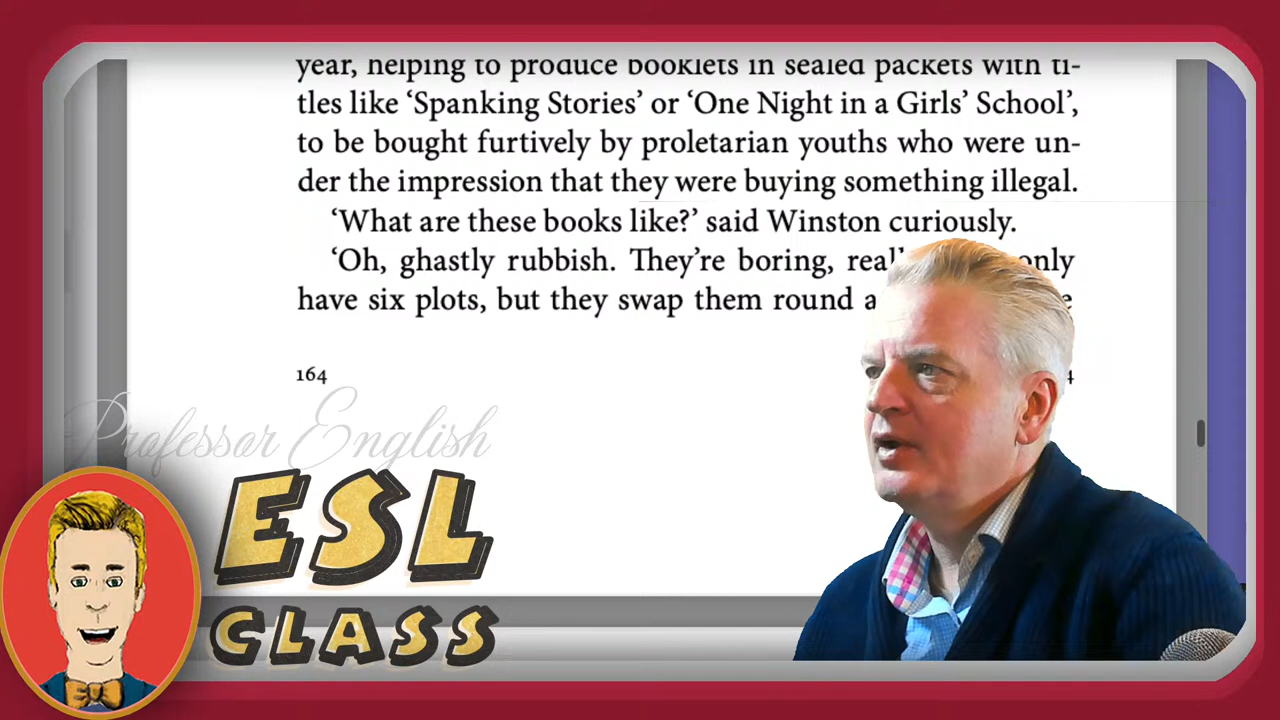 year, helping to produce booklets in sealed packets with ti-
tles like ‘Spanking Stories’ or ‘One Night in a Girls’ School’,
to be bought furtively by proletarian youths who were un-
der the impression that they were buying something illegal.
‘What are these books like?’ said Winston curiously.
‘Oh, ghastly rubbish. They’re boring, only
have six plots, but they swap them round
164
Professor English
ESL
CLASS